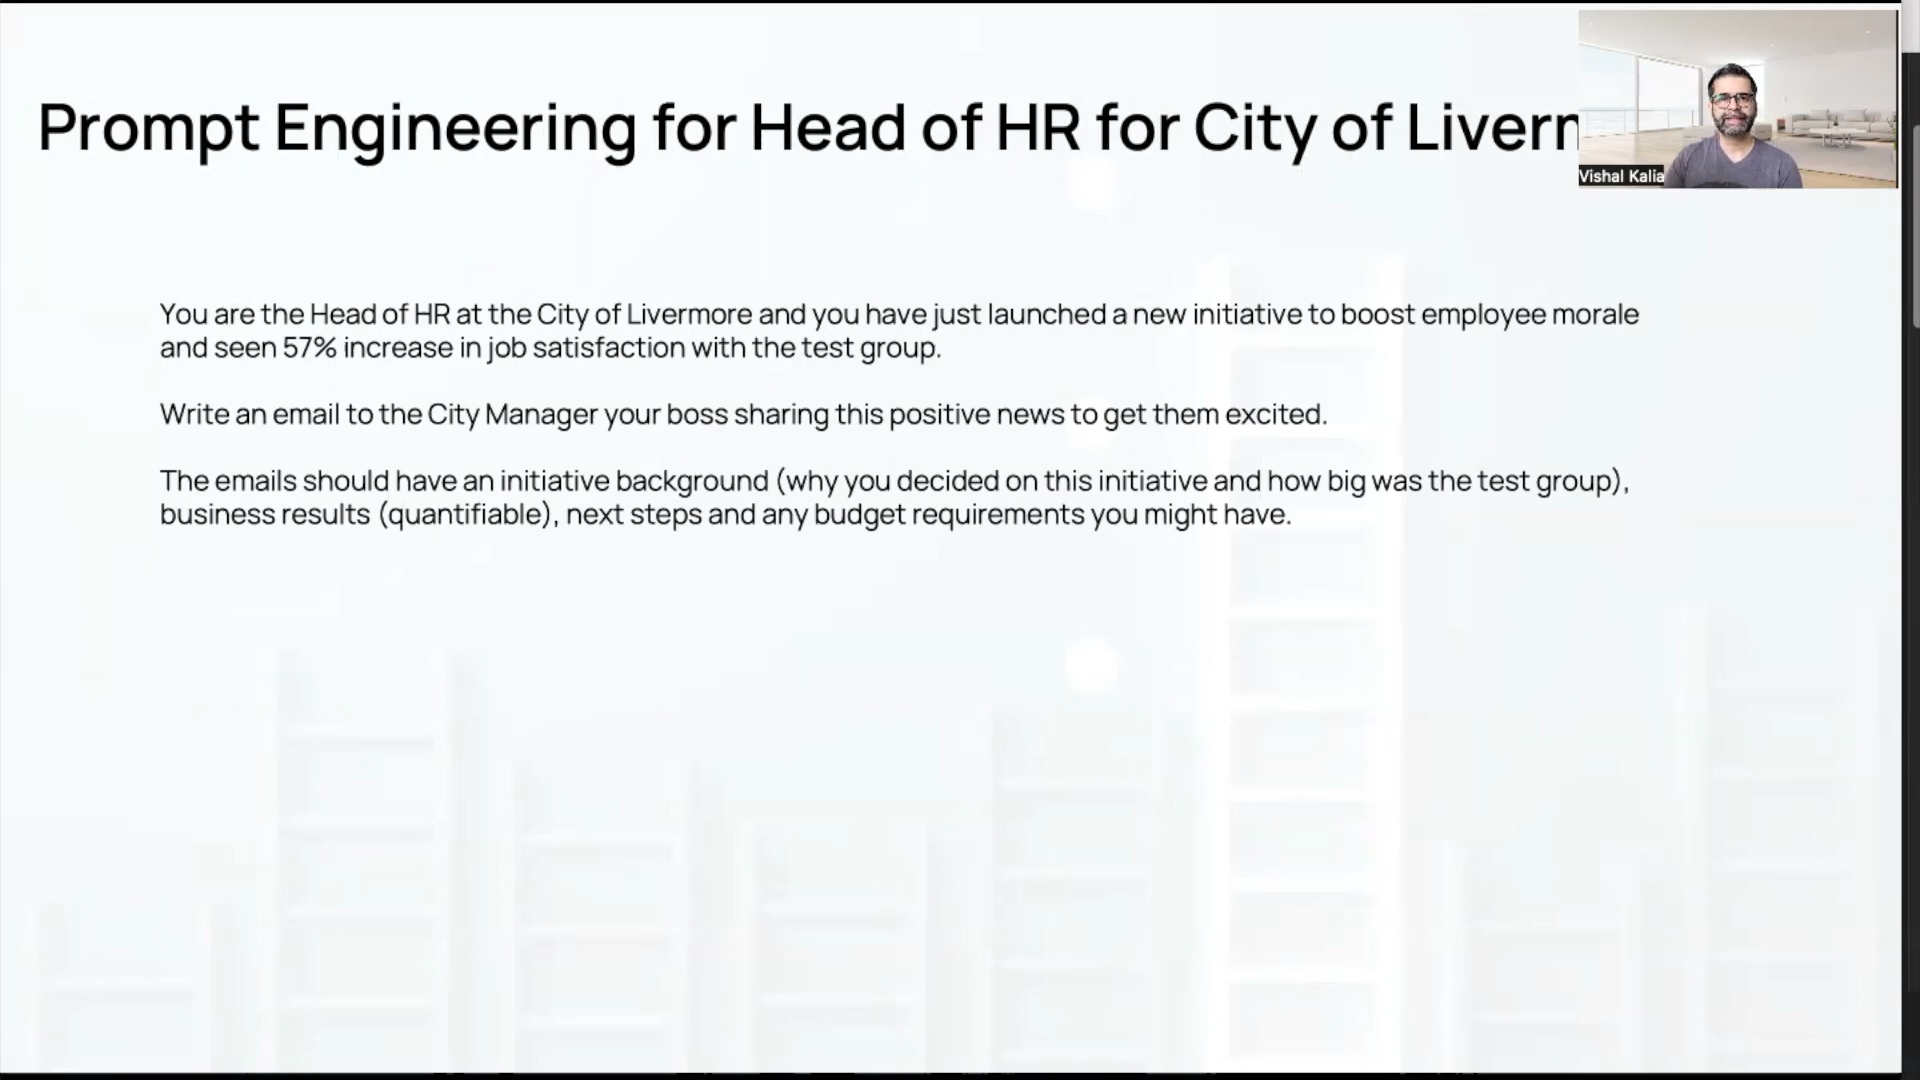 Prompt Engineering for Head of HR for City of
Vishal Kalia
You are the Head of HR at the City of Livermore and you have just launched a new initiative to boost employee morale
and seen 57% increase in job satisfaction with the test group.
Write an email to the City Manager your boss sharing this positive news to get them excited.
The emails should have an initiative background (why you decided on this initiative and how big was the test group),
business results (quantifiable), next steps and any budget requirements you might have.